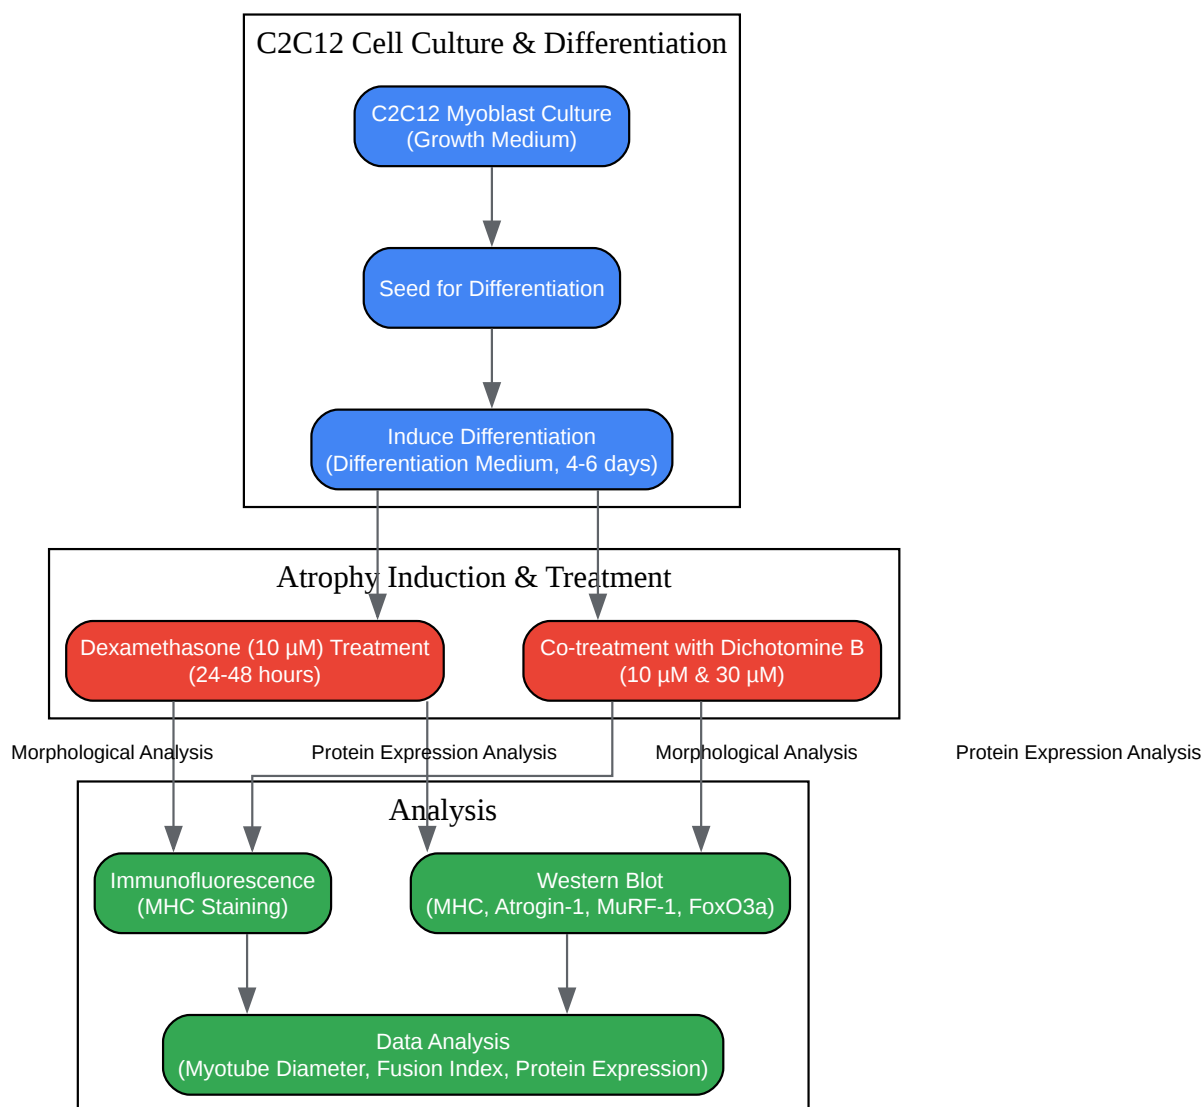 C2C12 Cell Culture & Differentiation
C2C12 Myoblast Culture
(Growth Medium)
Seed for Differentiation
Induce Differentiation
(Differentiation Medium, 4-6 days)
Atrophy Induction & Treatment
Dexamethasone (10 µM) Treatment
(24-48 hours)
Co-treatment with Dichotomine B
(10 µM & 30 µM)
Morphological Analysis
Protein Expression Analysis
Morphological Analysis
Protein Expression Analysis
Analysis
Immunofluorescence
(MHC Staining)
Western Blot
(MHC, Atrogin-1, MuRF-1, FoxO3a)
Data Analysis
(Myotube Diameter, Fusion Index, Protein Expression)